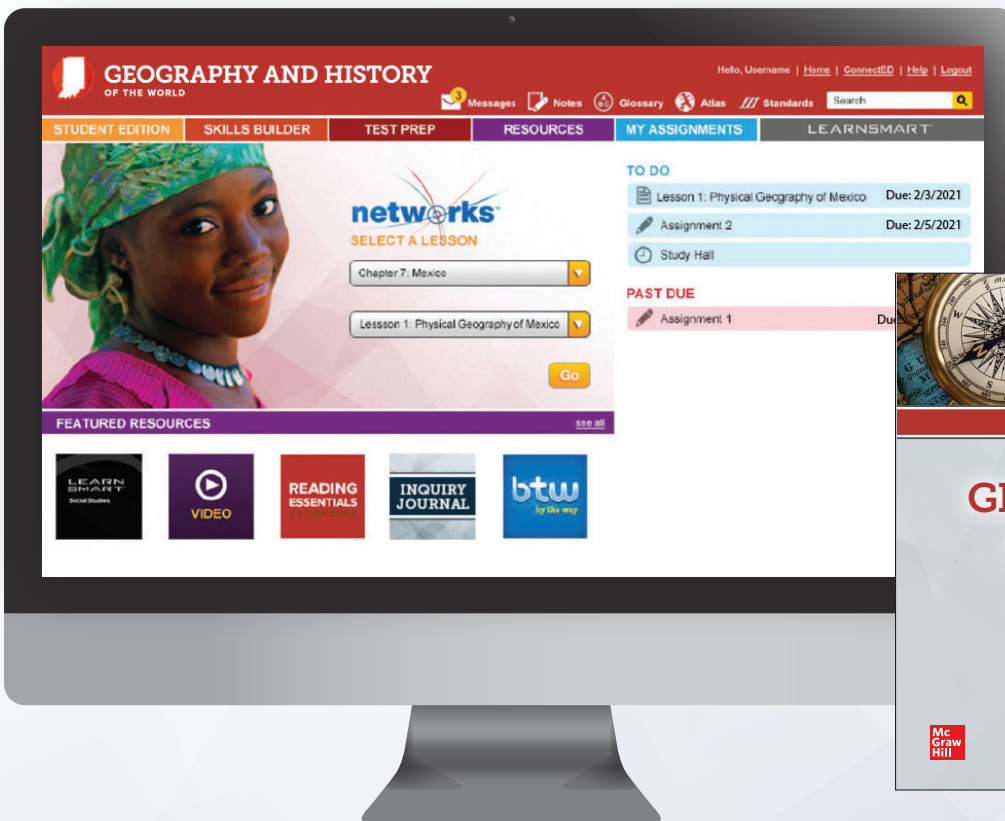 GEOGRAPHY AND HISTORY
OF THE WORLD
Hello, Username | Home | ConnectED | Help | Logout
3
Messages Notes Glossary Atlas Standards Search
STUDENT EDITION SKILLS BUILDER TEST PREP RESOURCES MY ASSIGNMENTS LEARNSMART
networks
SELECT A LESSON
Chapter 7: Mexico
Lessson 1: Physical Geography of Mexico
Go
TO DO
Lesson 1: Physical Geography of Mexico Due: 2/3/2021
Assignment 2 Due: 2/5/2021
Study Hall
PAST DUE
Assignment 1 Du
FEATURED RESOURCES see all
LEARN
SMART
Social Studies
VIDEO
READING
ESSENTIALS
& STUDY GUIDE
INQUIRY
JOURNAL
btw
by the way
W
S
Mc
Graw
Hill